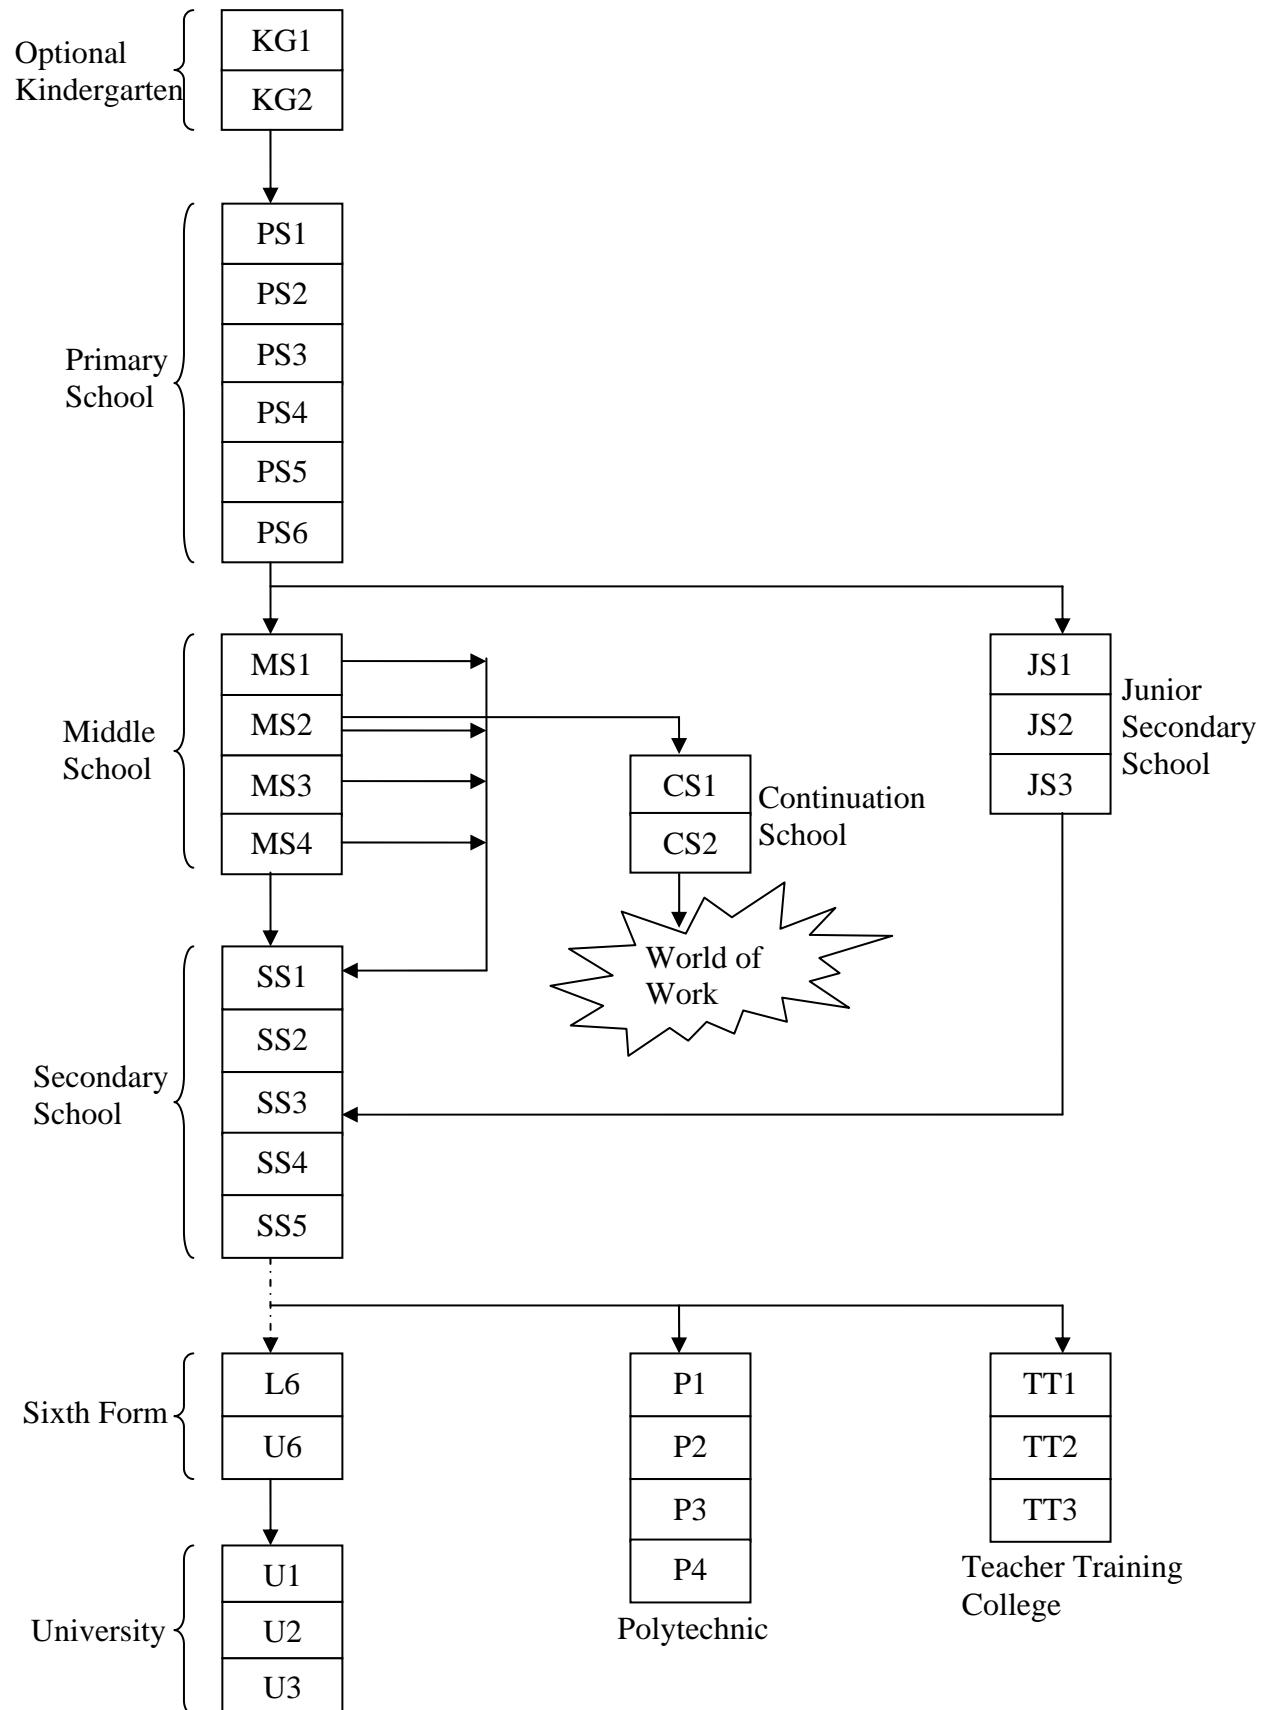 Optional
Kindergarten
KG1
KG2
Primary
School
PS1
PS2
PS3
PS4
PS5
PS6
Middle
School
MS1
MS2
MS3
MS4
CS1
CS2
Continuation
School
JS1
JS2
JS3
Junior
Secondary
School
World of
Work
Secondary
School
SS1
SS2
SS3
SS4
SS5
Sixth Form
L6
U6
P1
P2
P3
P4
Polytechnic
TT1
TT2
TT3
Teacher Training
College
University
U1
U2
U3